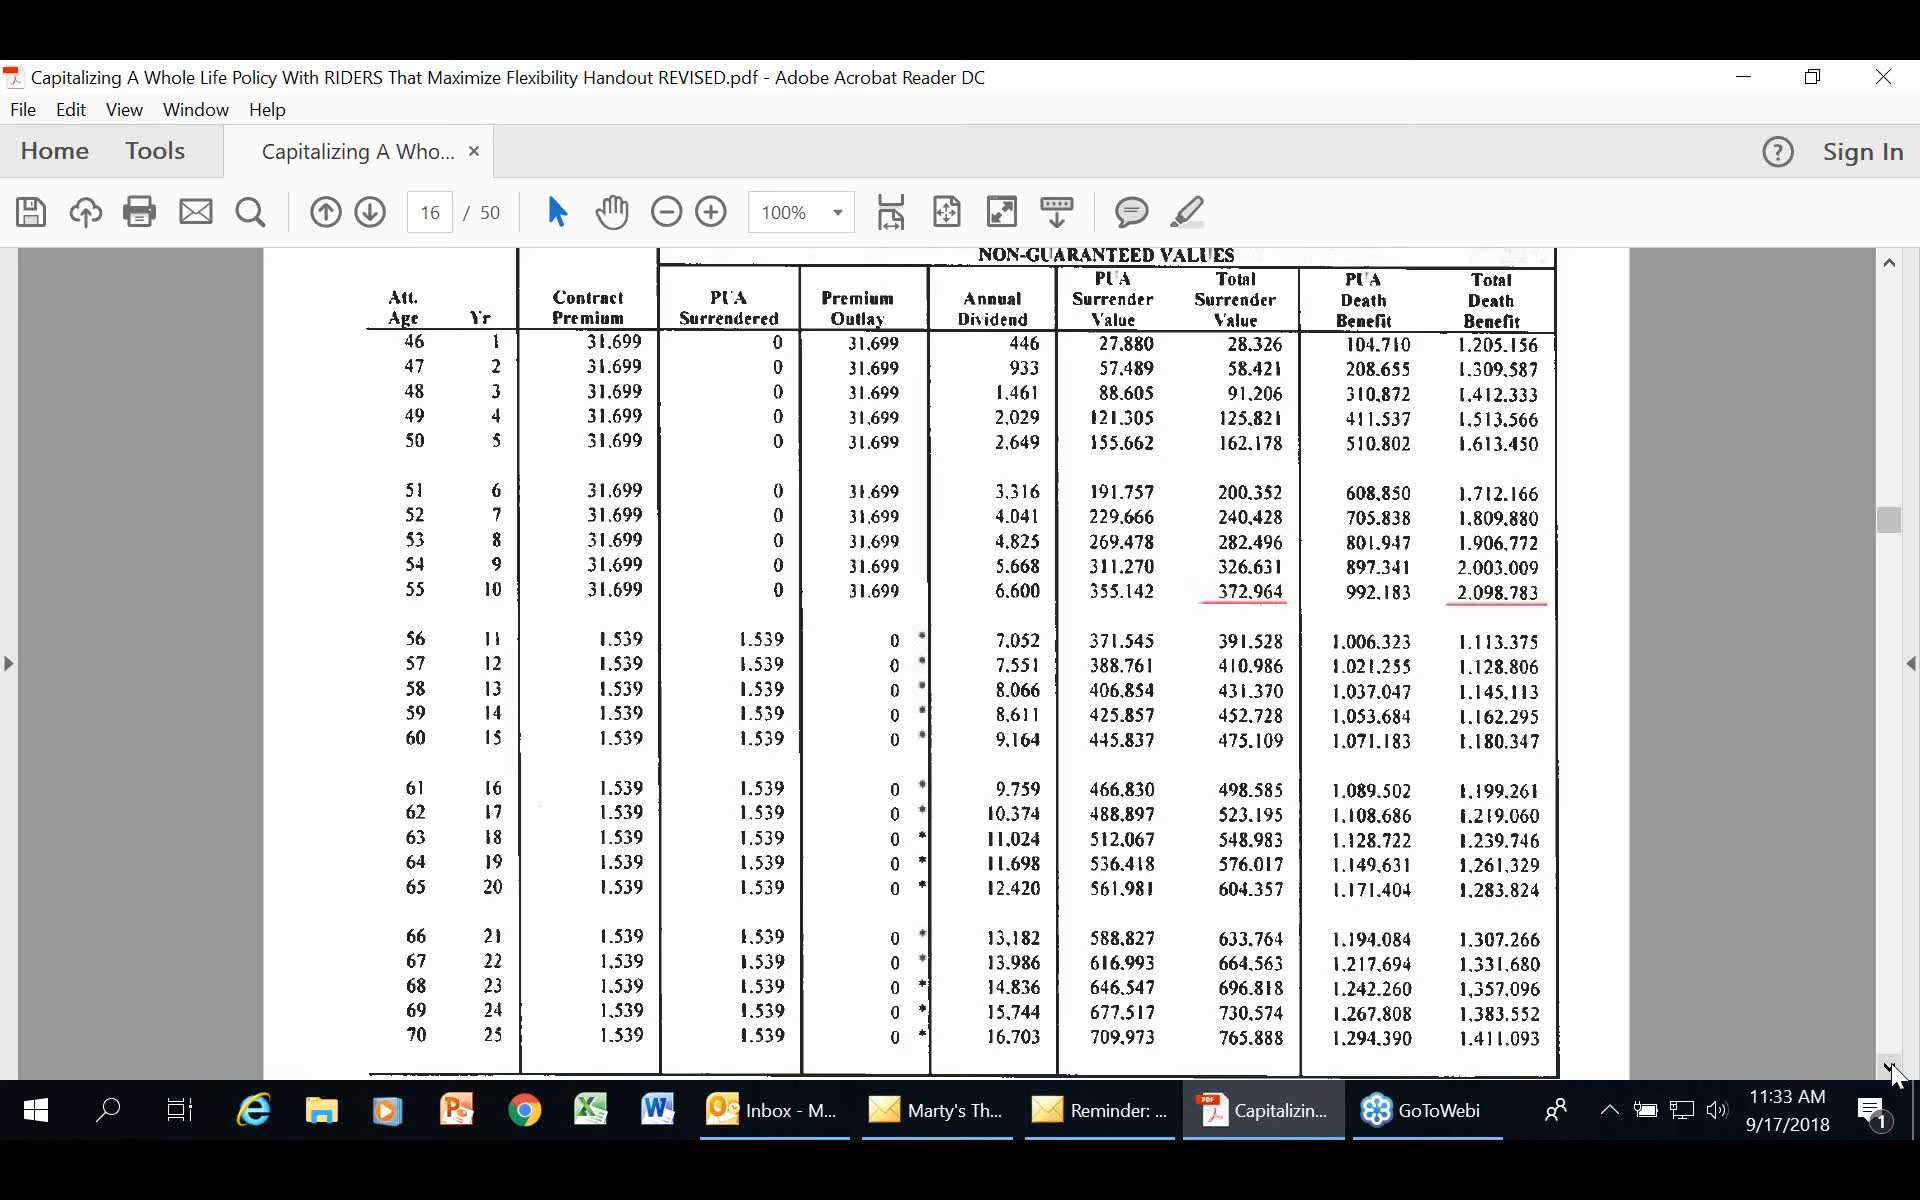 Capitalizing A Whole Life Policy With RIDERS That Maximize Flexibility Handout REVISED.pdf - Adobe Acrobat Reader DC
File Edit View Window Help
Home Tools Capitalizing A Who... × Sign In
16 / 50 100%
NON-GUARANTEED VALUES
PUA Total PUA Total
Att. Contract PUA Premium Annual Surrender Surrender Death Death
Age Yr Premium Surrendered Outlay Dividend Value Value Benefit Benefit
46 1 31.699 0 31.699 446 27.880 28.326 104.710 1.205.156
47 2 31.699 0 31.699 933 57.489 58.421 208.655 1.309.587
48 3 31.699 0 31.699 1.461 88.605 91.206 310.872 1.412.333
49 4 31.699 0 31.699 2.029 121.305 125.821 411.537 1.513.566
50 5 31.699 0 31.699 2.649 155.662 162.178 510.802 1.613.450
51 6 31.699 0 31.699 3.316 191.757 200.352 608.850 1.712.166
52 7 31.699 0 31.699 4.041 229.666 240.428 705.838 1.809.880
53 8 31.699 0 31.699 4.825 269.478 282.496 801.947 1.906.772
54 9 31.699 0 31.699 5.668 311.270 326.631 897.341 2.003.009
55 10 31.699 0 31.699 6.600 355.142 372.964 992.183 2.098.783
56 11 1.539 1.539 0 * 7.052 371.545 391.528 1.006.323 1.113.375
57 12 1.539 1.539 0 * 7.551 388.761 410.986 1.021.255 1.128.806
58 13 1.539 1.539 0 * 8.066 406.854 431.370 1.037.047 1.145.113
59 14 1.539 1.539 0 * 8.611 425.857 452.728 1.053.684 1.162.295
60 15 1.539 1.539 0 * 9.164 445.837 475.109 1.071.183 1.180.347
61 16 1.539 1.539 0 * 9.759 466.830 498.585 1.089.502 1.199.261
62 17 1.539 1.539 0 * 10.374 488.897 523.195 1.108.686 1.219.060
63 18 1.539 1.539 0 * 11.024 512.067 548.983 1.128.722 1.239.746
64 19 1.539 1.539 0 * 11.698 536.418 576.017 1.149.631 1.261.329
65 20 1.539 1.539 0 * 12.420 561.981 604.357 1.171.404 1.283.824
66 21 1.539 1.539 0 * 13.182 588.827 633.764 1.194.084 1.307.266
67 22 1.539 1.539 0 * 13.986 616.993 664.563 1.217.694 1.331.680
68 23 1.539 1.539 0 * 14.836 646.547 696.818 1.242.260 1.357.096
69 24 1.539 1.539 0 * 15.744 677.517 730.574 1.267.808 1.383.552
70 25 1.539 1.539 0 * 16.703 709.973 765.888 1.294.390 1.411.093
Inbox - M... Marty's Th... Reminder: ... Capitalizin... GoToWebi 11:33 AM
9/17/2018 1